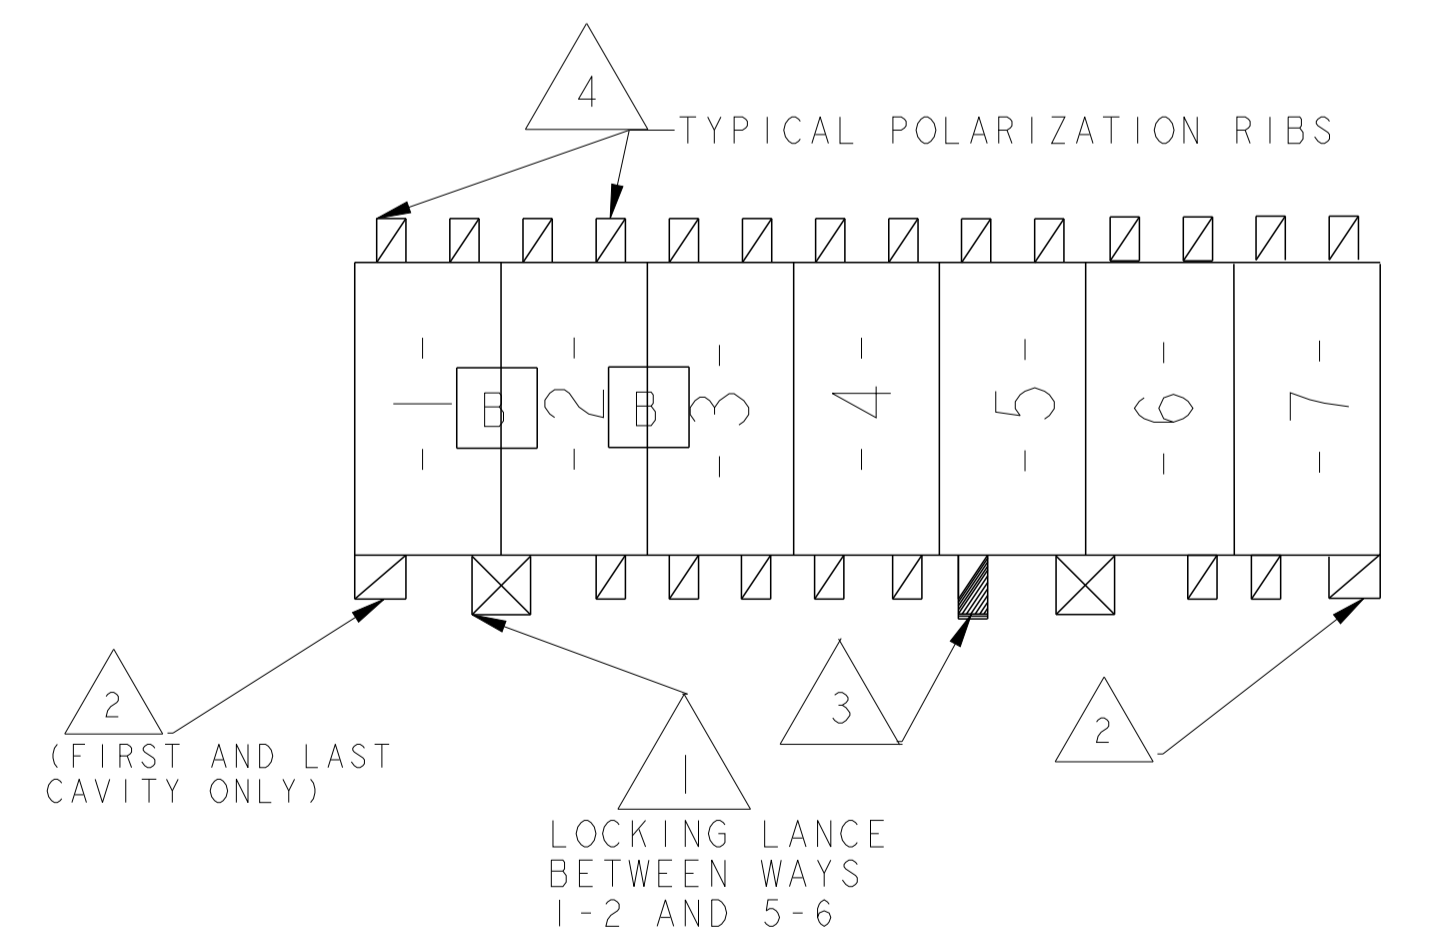 4
TYPICAL POLARIZATION RIBS
-1-
B
-2-
B
-3-
-4-
-5-
-6-
-7-
2
(FIRST AND LAST
CAVITY ONLY)
1
LOCKING LANCE
BETWEEN WAYS
1-2 AND 5-6
3
2